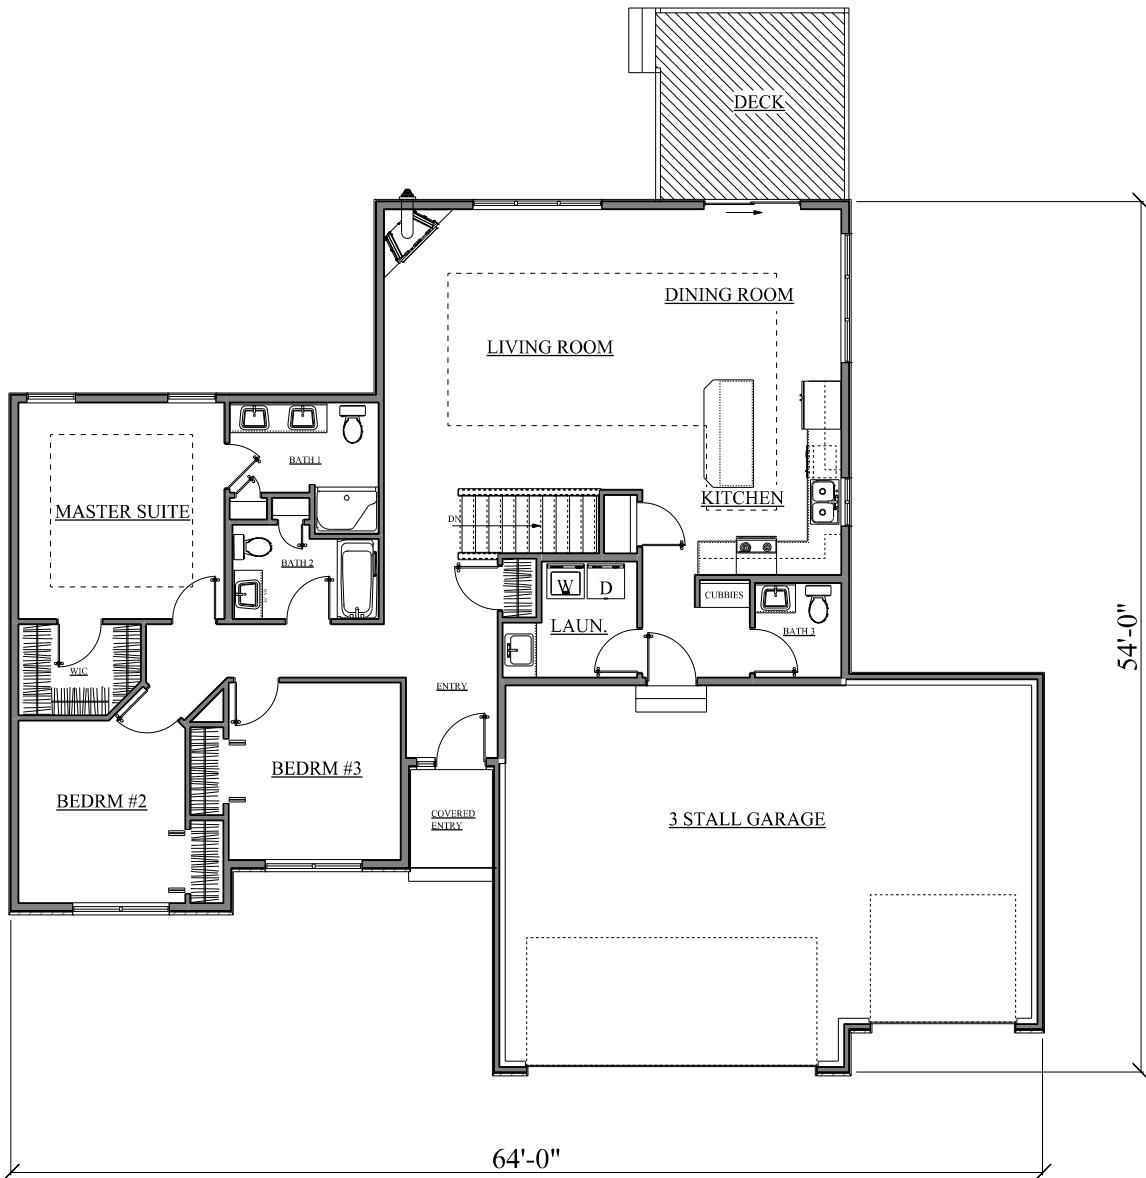 DECK
DINING ROOM
LIVING ROOM
BATH 1
KITCHEN
MASTER SUITE
DN
BATH 2
W
D
CUBBIES
LAUN.
BATH 3
WIC
ENTRY
54'-0"
BEDRM #3
BEDRM #2
COVERED
ENTRY
3 STALL GARAGE
64'-0"